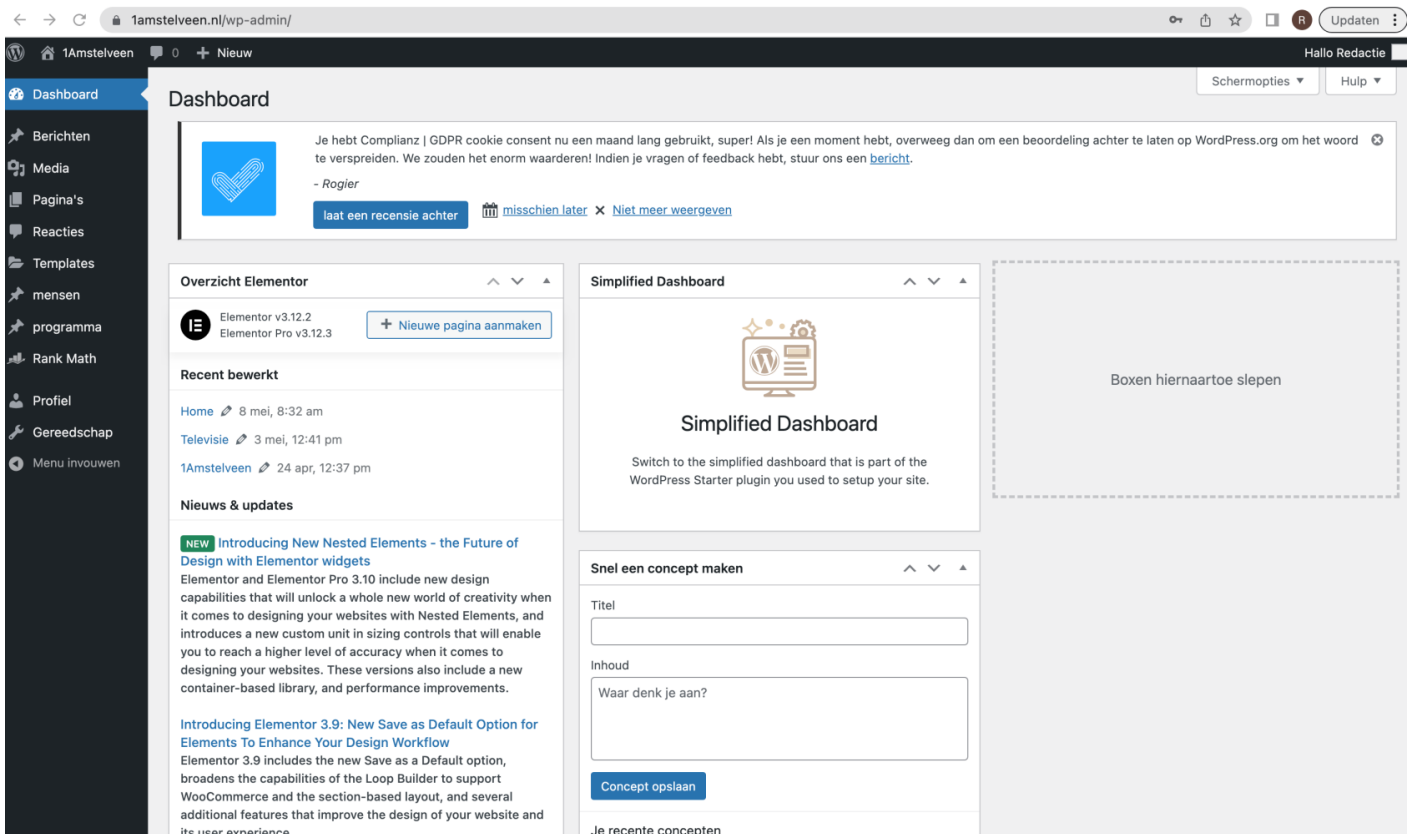 1amstelveen.nl/wp-admin/
R
Updaten
1Amstelveen
0
Nieuw
Hallo Redactie
Dashboard
Berichten
Media
Pagina's
Reacties
Templates
mensen
programma
Rank Math
Profiel
Gereedschap
Menu invouwen
Schermopties
Hulp
Dashboard
Je hebt Complianz | GDPR cookie consent nu een maand lang gebruikt, super! Als je een moment hebt, overweeg dan om een beoordeling achter te laten op WordPress.org om het woord
te verspreiden. We zouden het enorm waarderen! Indien je vragen of feedback hebt, stuur ons een bericht.
- Rogier
laat een recensie achter
misschien later
Niet meer weergeven
Overzicht Elementor
Elementor v3.12.2
Elementor Pro v3.12.3
+ Nieuwe pagina aanmaken
Recent bewerkt
Home 8 mei, 8:32 am
Televisie 3 mei, 12:41 pm
1Amstelveen 24 apr, 12:37 pm
Nieuws & updates
NEW Introducing New Nested Elements - the Future of
Design with Elementor widgets
Elementor and Elementor Pro 3.10 include new design
capabilities that will unlock a whole new world of creativity when
it comes to designing your websites with Nested Elements, and
introduces a new custom unit in sizing controls that will enable
you to reach a higher level of accuracy when it comes to
designing your websites. These versions also include a new
container-based library, and performance improvements.
Introducing Elementor 3.9: New Save as Default Option for
Elements To Enhance Your Design Workflow
Elementor 3.9 includes the new Save as a Default option,
broadens the capabilities of the Loop Builder to support
WooCommerce and the section-based layout, and several
additional features that improve the design of your website and
its user experience.
Simplified Dashboard
Simplified Dashboard
Switch to the simplified dashboard that is part of the
WordPress Starter plugin you used to setup your site.
Snel een concept maken
Titel
Inhoud
Waar denk je aan?
Concept opslaan
Je recente concepten
Boxen hiernaartoe slepen